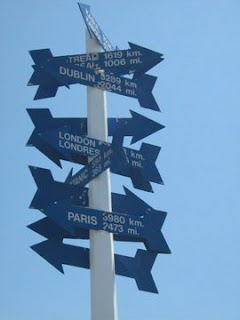 TREAL 1619 km.
EAL 1006 mi.
DUBLIN 3289 km.
2044 mi.
LONDON km.
LONDRES mi.
PARIS 3980 km.
2473 mi.